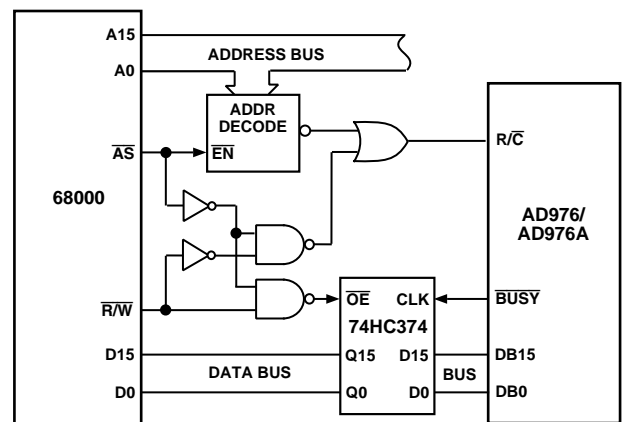 A15
ADDRESS BUS
A0
ADDR
DECODE
AS
EN
R/C
68000
AD976/
AD976A
R/W
OE
CLK
BUSY
74HC374
D15
Q15
D15
DB15
DATA BUS
BUS
D0
Q0
D0
DB0